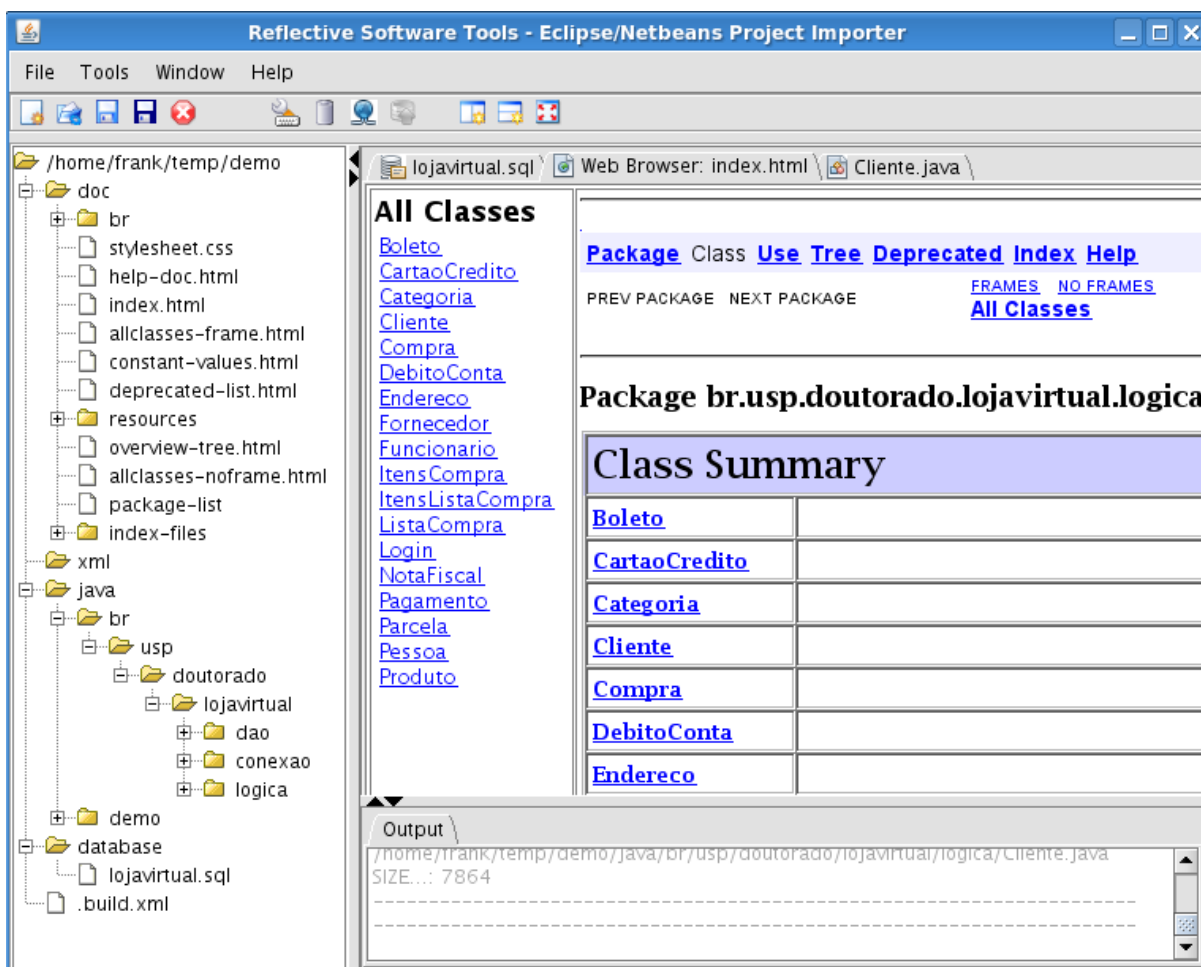 Reflective Software Tools - Eclipse/Netbeans Project Importer
File Tools Window Help
/home/frank/temp/demo
doc
br
stylesheet.css
help-doc.html
index.html
allclasses-frame.html
constant-values.html
deprecated-list.html
resources
overview-tree.html
allclasses-noframe.html
package-list
index-files
xml
java
br
usp
doutorado
lojavirtual
dao
conexao
logica
demo
database
lojavirtual.sql
.build.xml
lojavirtual.sql Web Browser: index.html Cliente.java
All Classes
Boleto
CartaoCredito
Categoria
Cliente
Compra
DebitoConta
Endereco
Fornecedor
Funcionario
ItensCompra
ItensListaCompra
ListaCompra
Login
NotaFiscal
Pagamento
Parcela
Pessoa
Produto
Package Class Use Tree Deprecated Index Help
PREV PACKAGE NEXT PACKAGE
FRAMES NO FRAMES
All Classes
Package br.usp.doutorado.lojavirtual.logica
Class Summary
Boleto
CartaoCredito
Categoria
Cliente
Compra
DebitoConta
Endereco
Output
/home/frank/temp/demo/java/br/usp/doutorado/lojavirtual/logica/Cliente.java
SIZE...: 7864